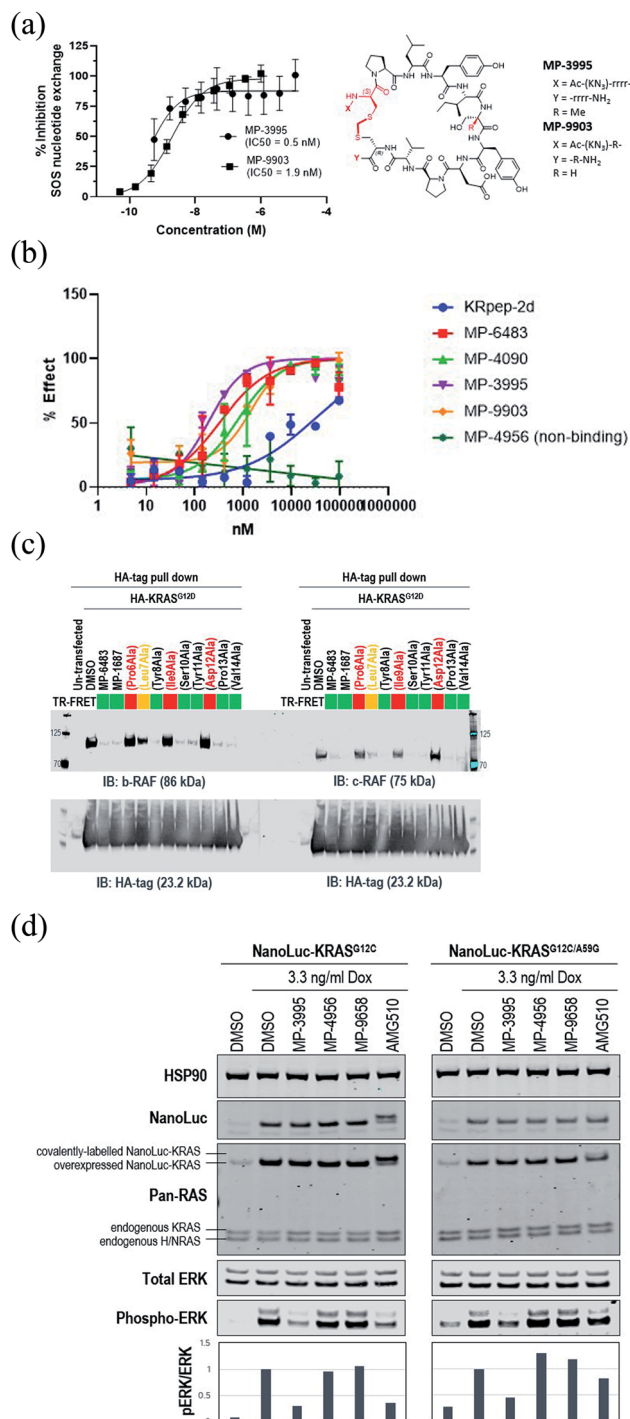 (a)
% Inhibition
SOS nucleotide exchange
125
100
75
50
25
0
-10
-8
-6
-4
Concentration (M)
MP-3995
(IC50 = 0.5 nM)
MP-9903
(IC50 = 1.9 nM)
MP-3995
X = Ac-(KN3)-rrrr-
Y = -rrrr-NH2
R = Me
MP-9903
X = Ac-(KN3)-R-
Y = -R-NH2
R = H
(b)
% Effect
150
100
50
0
1
10
100
1000
10000
100000
1000000
nM
KRpep-2d
MP-6483
MP-4090
MP-3995
MP-9903
MP-4956 (non-binding)
(c)
HA-tag pull down
HA-tag pull down
HA-KRASG12D
HA-KRASG12D
Un-transfected
DMSO
MP-6483
MP-1687
(Pro6Ala)
(Leu7Ala)
(Tyr8Ala)
(Ile9Ala)
(Ser10Ala)
(Tyr11Ala)
(Asp12Ala)
(Pro13Ala)
(Val14Ala)
Un-transfected
DMSO
MP-6483
MP-1687
(Pro6Ala)
(Leu7Ala)
(Tyr8Ala)
(Ile9Ala)
(Ser10Ala)
(Tyr11Ala)
(Asp12Ala)
(Pro13Ala)
(Val14Ala)
TR-FRET
TR-FRET
125
70
125
70
IB: b-RAF (86 kDa)
IB: c-RAF (75 kDa)
IB: HA-tag (23.2 kDa)
IB: HA-tag (23.2 kDa)
(d)
NanoLuc-KRASG12C
NanoLuc-KRASG12C/A59G
3.3 ng/ml Dox
3.3 ng/ml Dox
DMSO
DMSO
MP-3995
MP-4956
MP-9658
AMG510
DMSO
DMSO
MP-3995
MP-4956
MP-9658
AMG510
HSP90
NanoLuc
covalently-labelled NanoLuc-KRAS
overexpressed NanoLuc-KRAS
Pan-RAS
endogenous KRAS
endogenous H/NRAS
Total ERK
Phospho-ERK
pERK/ERK
1.5
1
0.5